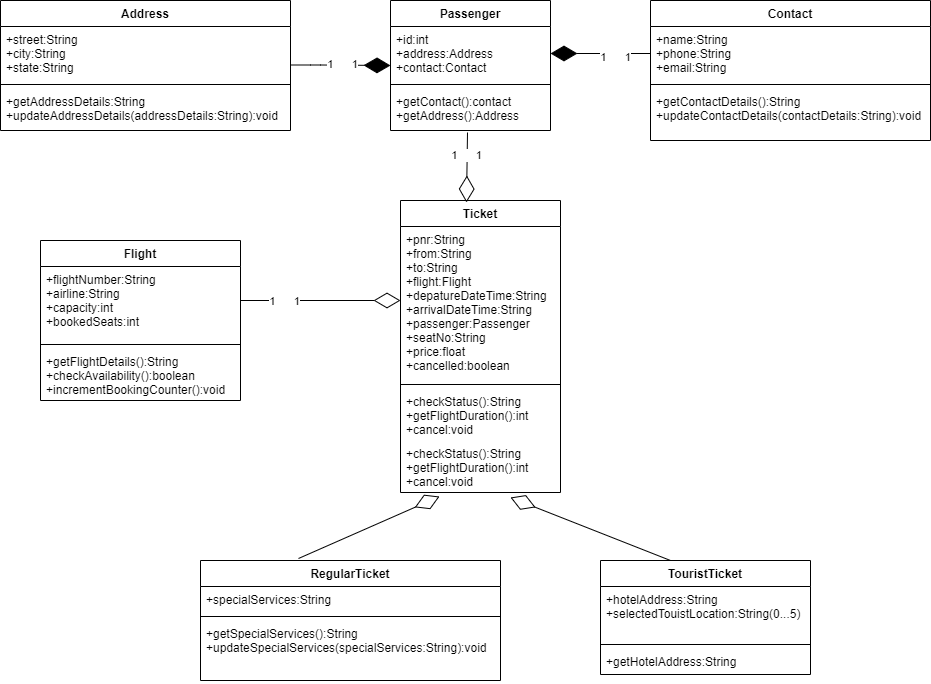 Address
+street:String
+city:String
+state:String
+getAddressDetails:String
+updateAddressDetails(addressDetails:String):void
1
1
Passenger
+id:int
+address:Address
+contact:Contact
+getContact():contact
+getAddress():Address
1
1
Contact
+name:String
+phone:String
+email:String
+getContactDetails():String
+updateContactDetails(contactDetails:String):void
1
1
Ticket
+pnr:String
+from:String
+to:String
+flight:Flight
+depatureDateTime:String
+arrivalDateTime:String
+passenger:Passenger
+seatNo:String
+price:float
+cancelled:boolean
+checkStatus():String
+getFlightDuration():int
+cancel:void
+checkStatus():String
+getFlightDuration():int
+cancel:void
Flight
+flightNumber:String
+airline:String
+capacity:int
+bookedSeats:int
+getFlightDetails():String
+checkAvailability():boolean
+incrementBookingCounter():void
1
1
RegularTicket
+specialServices:String
+getSpecialServices():String
+updateSpecialServices(specialServices:String):void
TouristTicket
+hotelAddress:String
+selectedTouistLocation:String(0...5)
+getHotelAddress:String